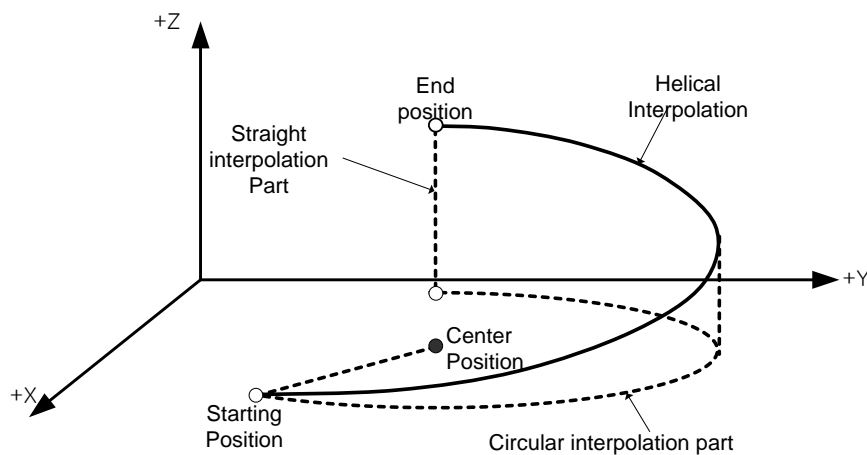 +Z
End
position
Helical
Interpolation
Straight
interpolation
Part
+Y
Center
Position
+X
Starting
Position
Circular interpolation part